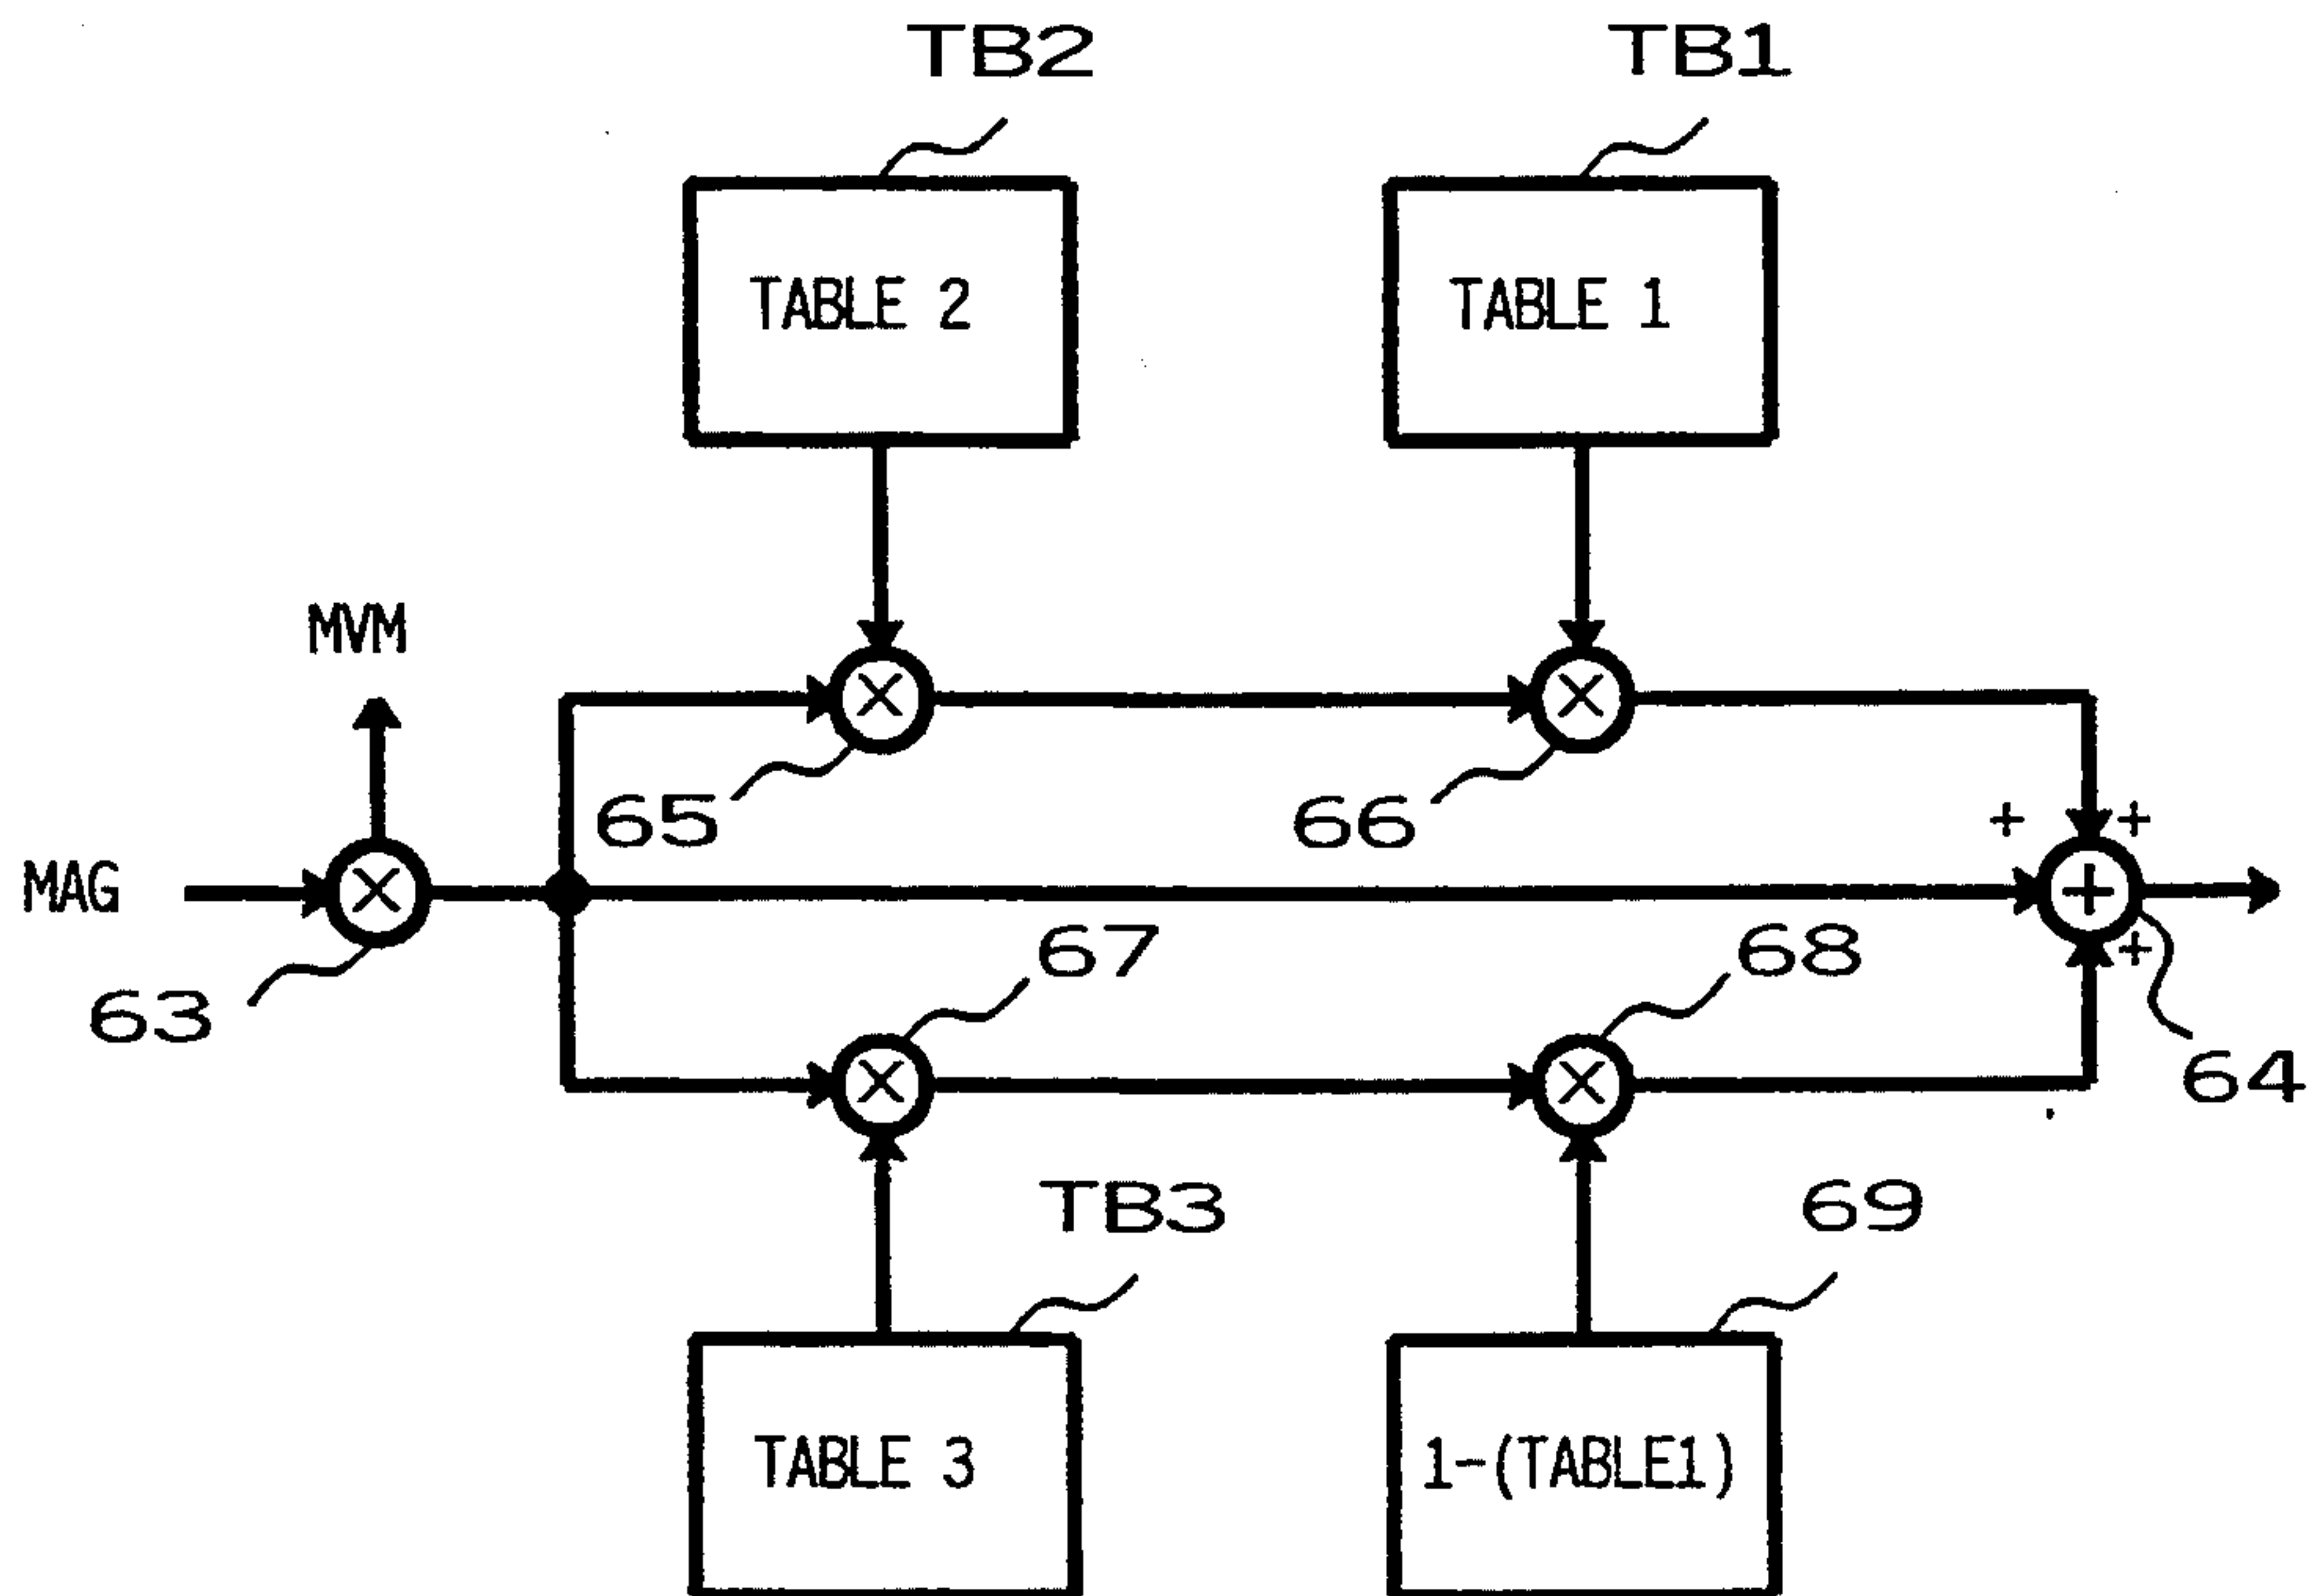 TB2
TB1
TABLE 2
TABLE 1
MVM
×
×
65
66
+
+
MAG
×
+
67
68
+
63
×
×
64
TB3
69
TABLE 3
1-(TABLE1)